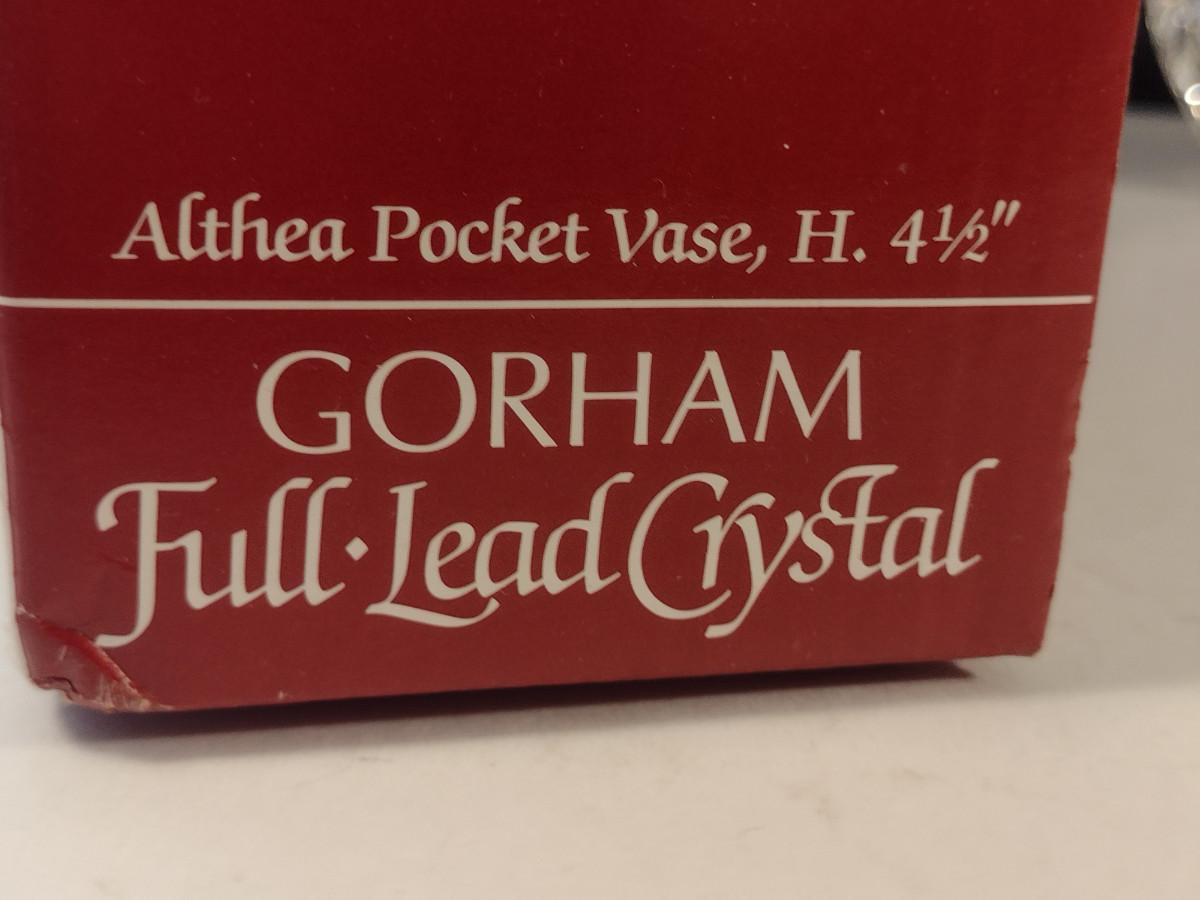 Althea Pocket Vase, H. 4½"
GORHAM
Full·Lead Crystal